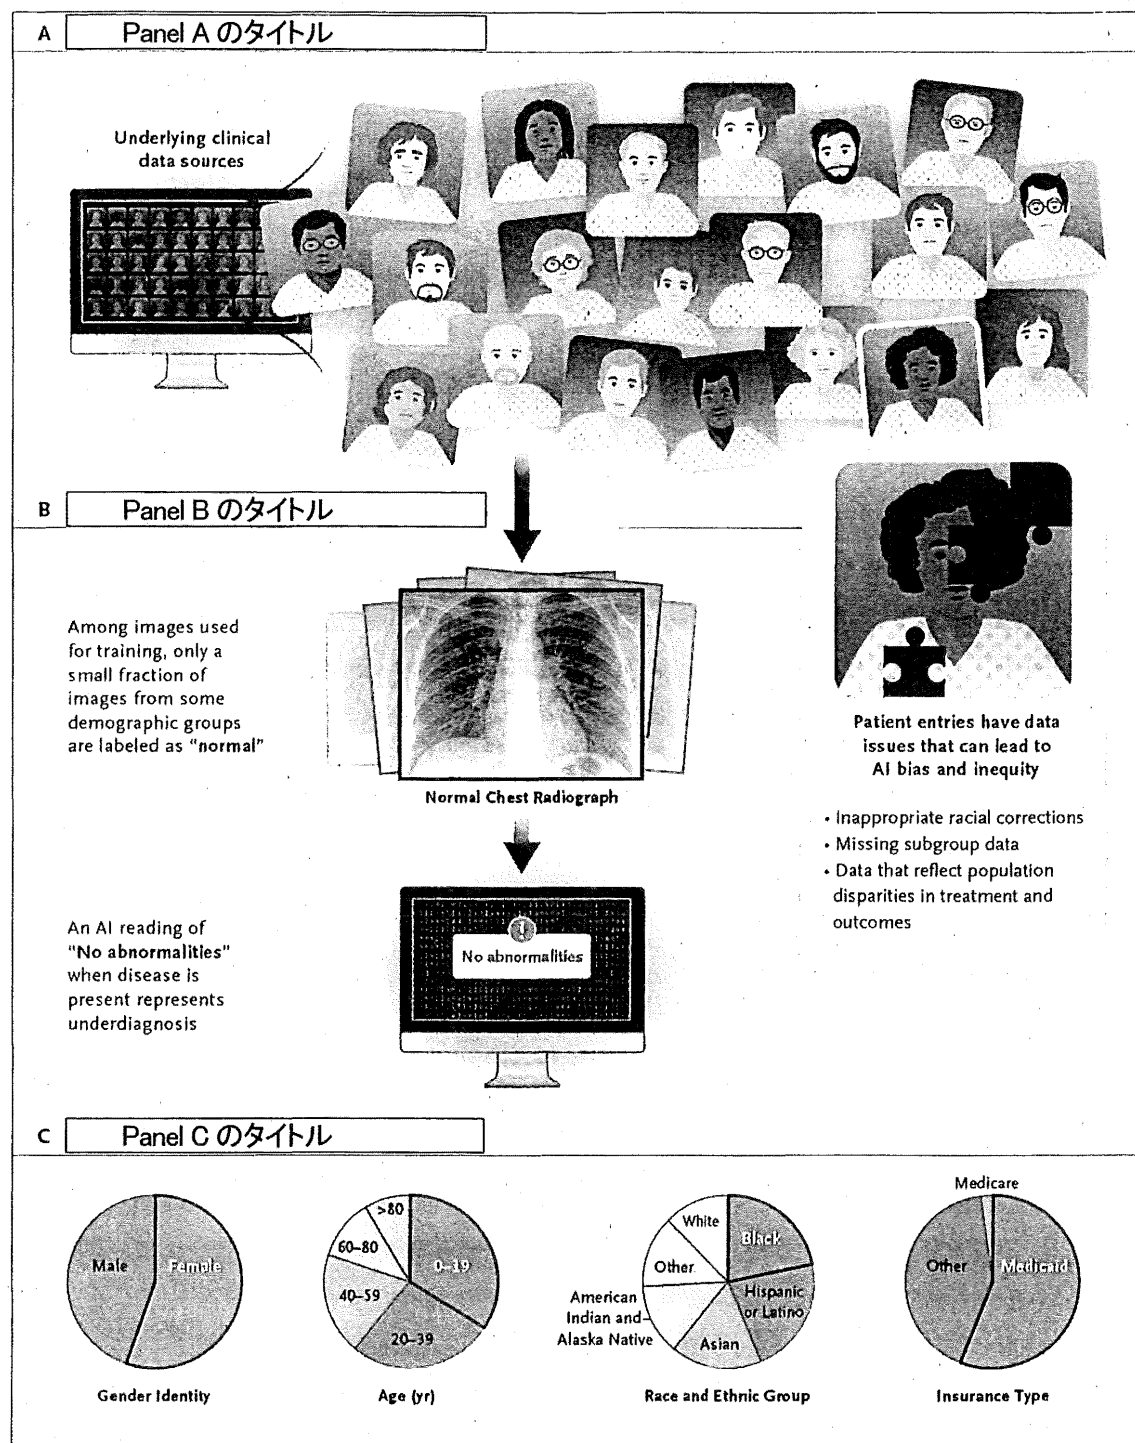 A Panel A のタイトル
Underlying clinical
data sources
B Panel B のタイトル
Among images used
for training, only a
small fraction of
images from some
demographic groups
are labeled as "normal"
Normal Chest Radiograph
An AI reading of
"No abnormalities"
when disease is
present represents
underdiagnosis
!
No abnormalities
Patient entries have data
issues that can lead to
AI bias and inequity
• Inappropriate racial corrections
• Missing subgroup data
• Data that reflect population
disparities in treatment and
outcomes
C Panel C のタイトル
Male
Female
Gender Identity
>80
60–80
0–19
40–59
20–39
Age (yr)
White
Black
Other
Hispanic
or Latino
American
Indian and
Alaska Native
Asian
Race and Ethnic Group
Medicare
Other
Medicaid
Insurance Type